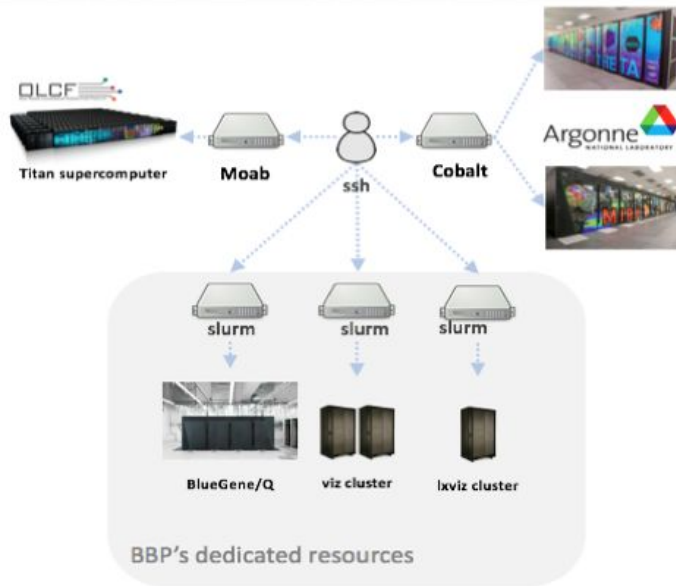 OLCF
THETA
Argonne
NATIONAL LABORATORY
Titan supercomputer
Moab
ssh
Cobalt
slurm
slurm
slurm
BlueGene/Q
viz cluster
lxviz cluster
BBP's dedicated resources